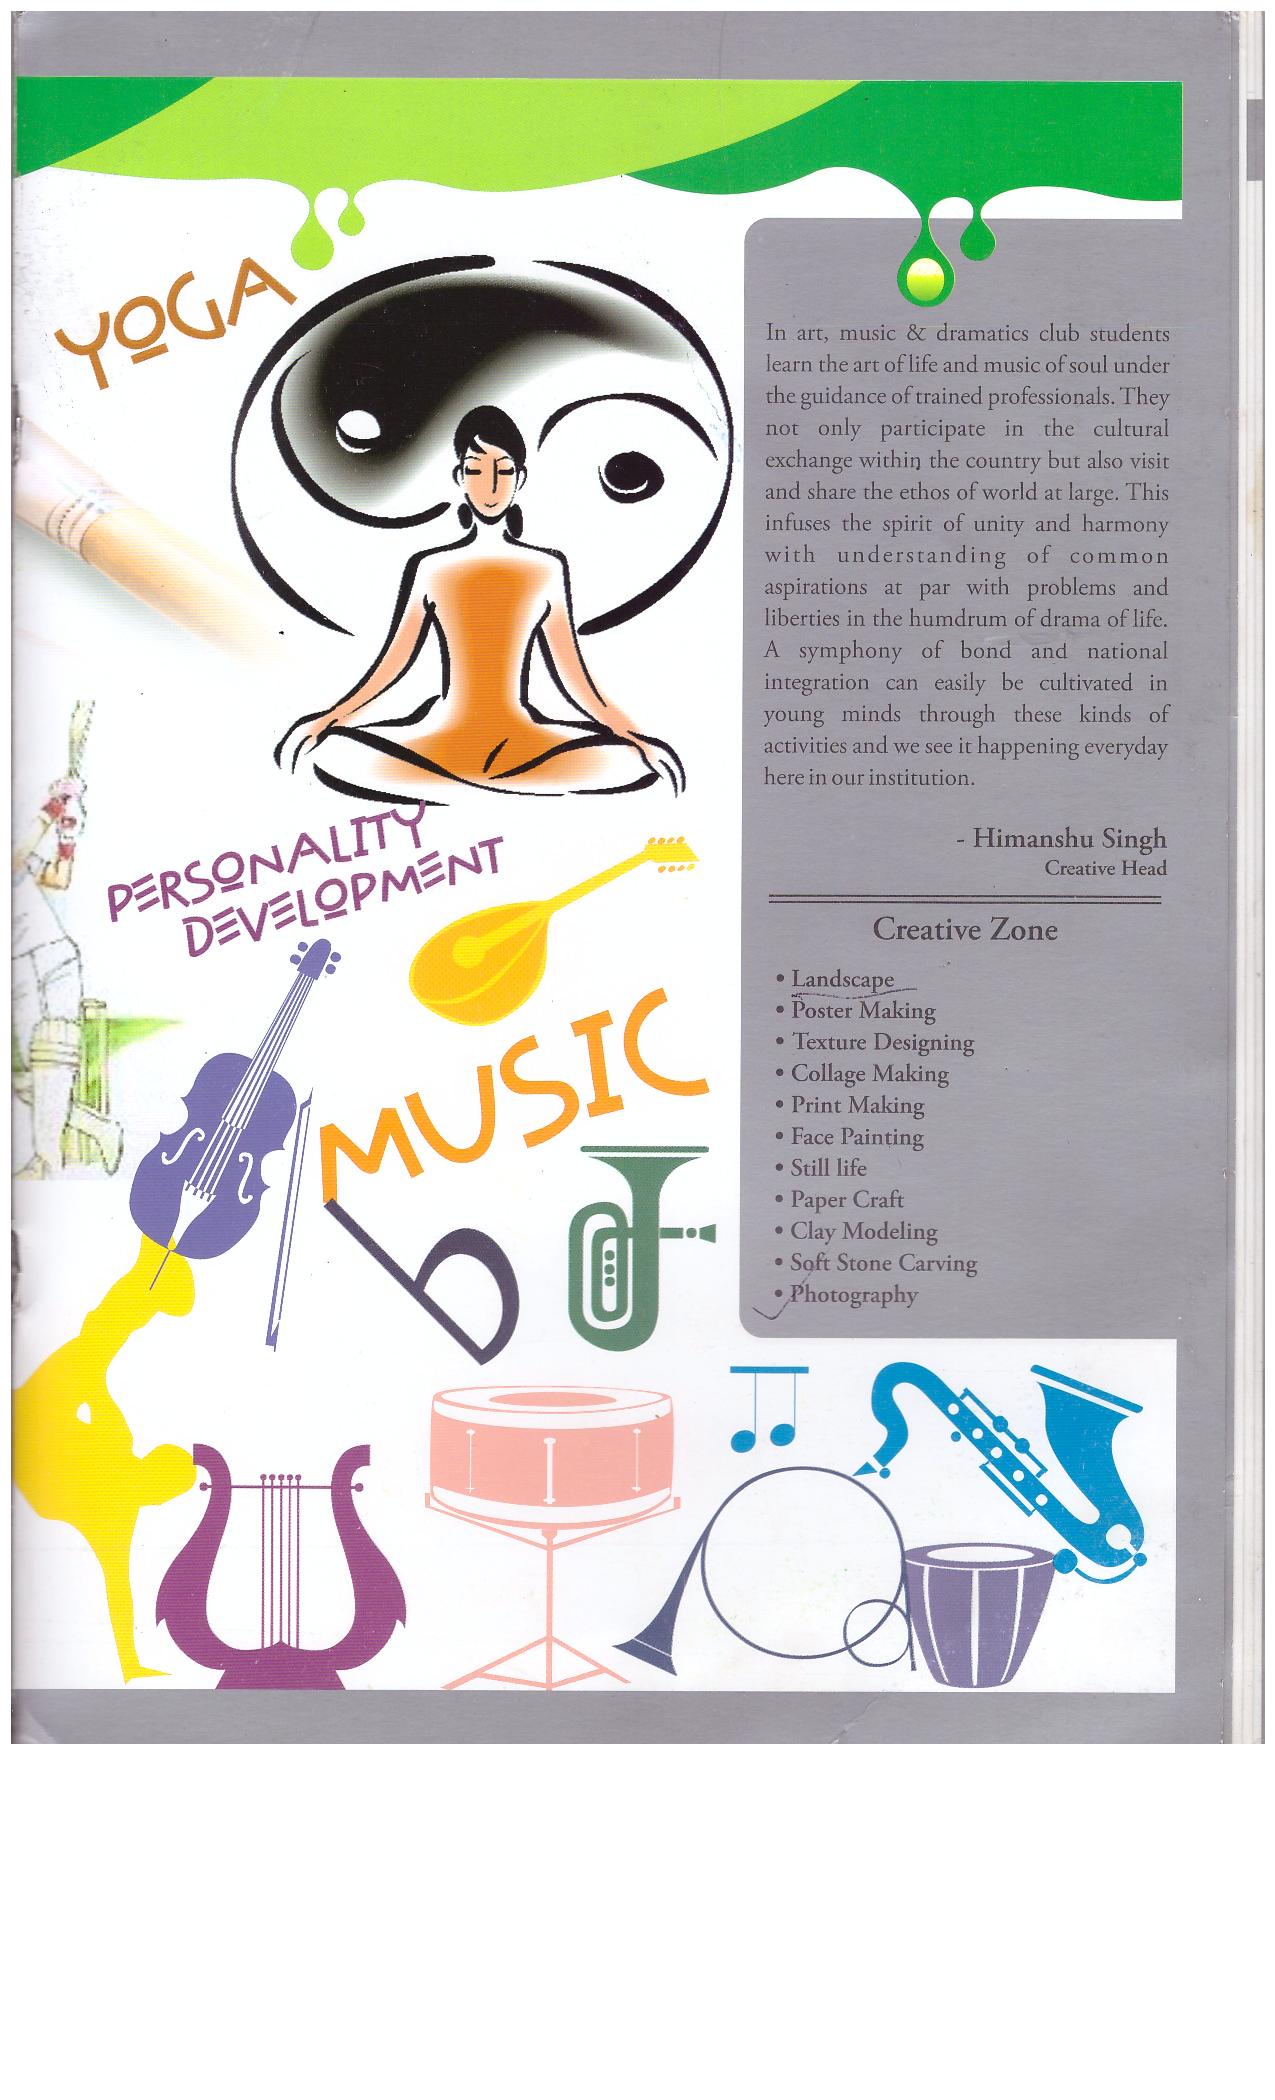 YOGA
PERSONALITY
DEVELOPMENT
MUSIC
In art, music & dramatics club students
learn the art of life and music of soul under
the guidance of trained professionals. They
not only participate in the cultural
exchange within the country but also visit
and share the ethos of world at large. This
infuses the spirit of unity and harmony
with understanding of common
aspirations at par with problems and
liberties in the humdrum of drama of life.
A symphony of bond and national
integration can easily be cultivated in
young minds through these kinds of
activities and we see it happening everyday
here in our institution.
- Himanshu Singh
Creative Head
Creative Zone
• Landscape
• Poster Making
• Texture Designing
• Collage Making
• Print Making
• Face Painting
• Still life
• Paper Craft
• Clay Modeling
• Soft Stone Carving
• Photography